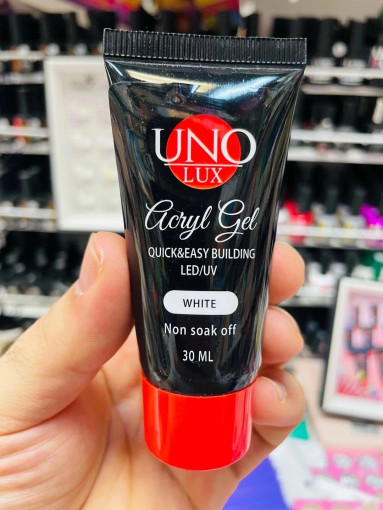 UNO
LUX
Acryl Gel
QUICK&EASY BUILDING
LED/UV
WHITE
Non soak off
30 ML